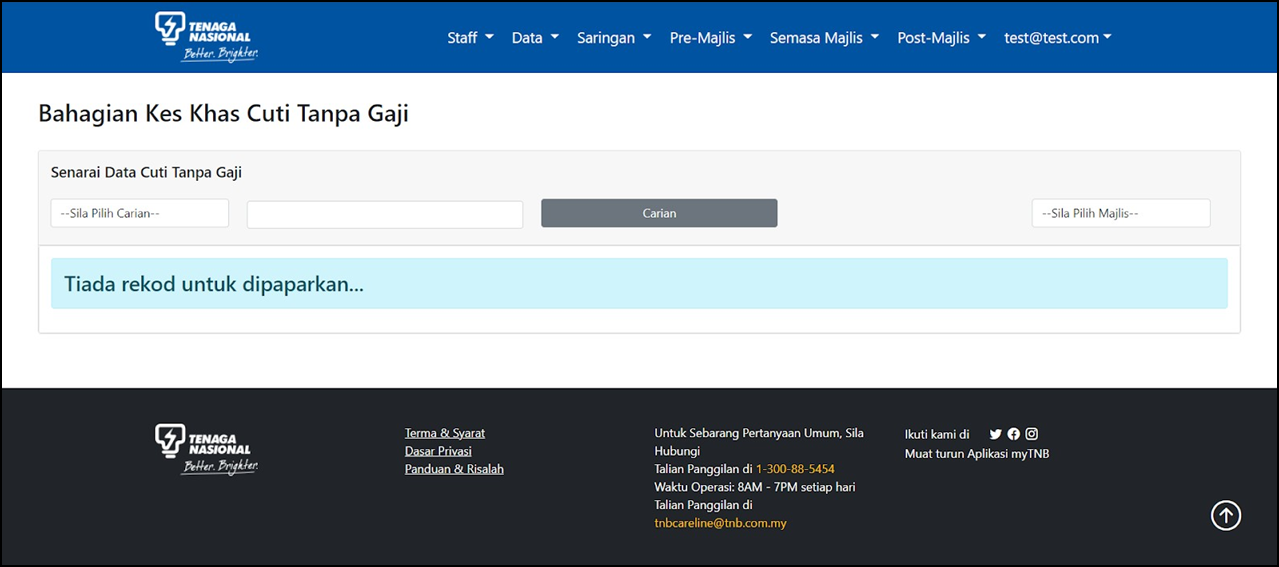 TENAGA
NASIONAL
Better. Brighter.
Staff Data Saringan Pre-Majlis Semasa Majlis Post-Majlis test@test.com
Bahagian Kes Khas Cuti Tanpa Gaji
Senarai Data Cuti Tanpa Gaji
--Sila Pilih Carian-- Carian --Sila Pilih Majlis--
Tiada rekod untuk dipaparkan...
TENAGA
NASIONAL
Better. Brighter.
Terma & Syarat
Dasar Privasi
Panduan & Risalah
Untuk Sebarang Pertanyaan Umum, Sila
Hubungi
Talian Panggilan di 1-300-88-5454
Waktu Operasi: 8AM - 7PM setiap hari
Talian Panggilan di
tnbcareline@tnb.com.my
Ikuti kami di
Muat turun Aplikasi myTNB